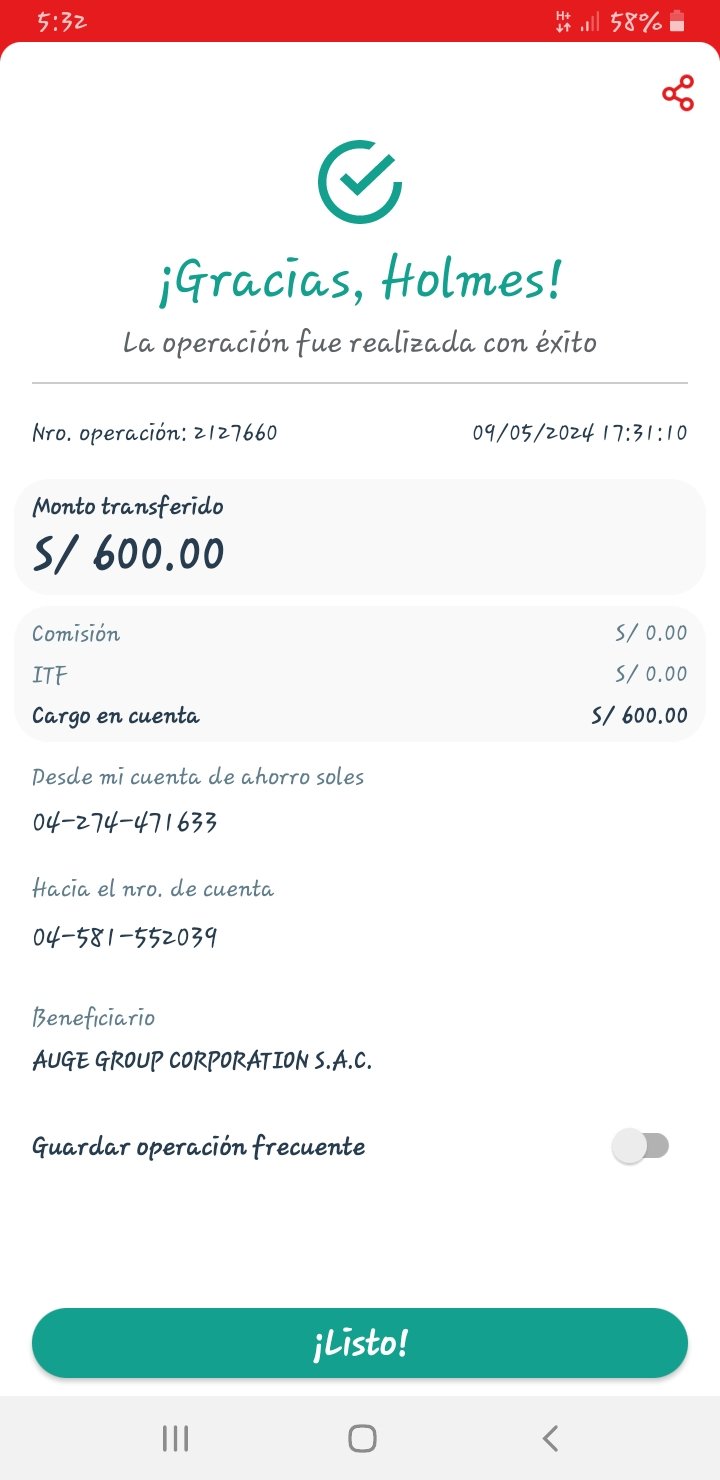 5:32 H+ 58%
¡Gracias, Holmes!
La operación fue realizada con éxito
Nro. operación: 2127660 09/05/2024 17:31:10
Monto transferido
S/ 600.00
Comisión S/ 0.00
ITF S/ 0.00
Cargo en cuenta S/ 600.00
Desde mi cuenta de ahorro soles
04-274-471633
Hacia el nro. de cuenta
04-581-552039
Beneficiario
AUGE GROUP CORPORATION S.A.C.
Guardar operación frecuente
¡Listo!